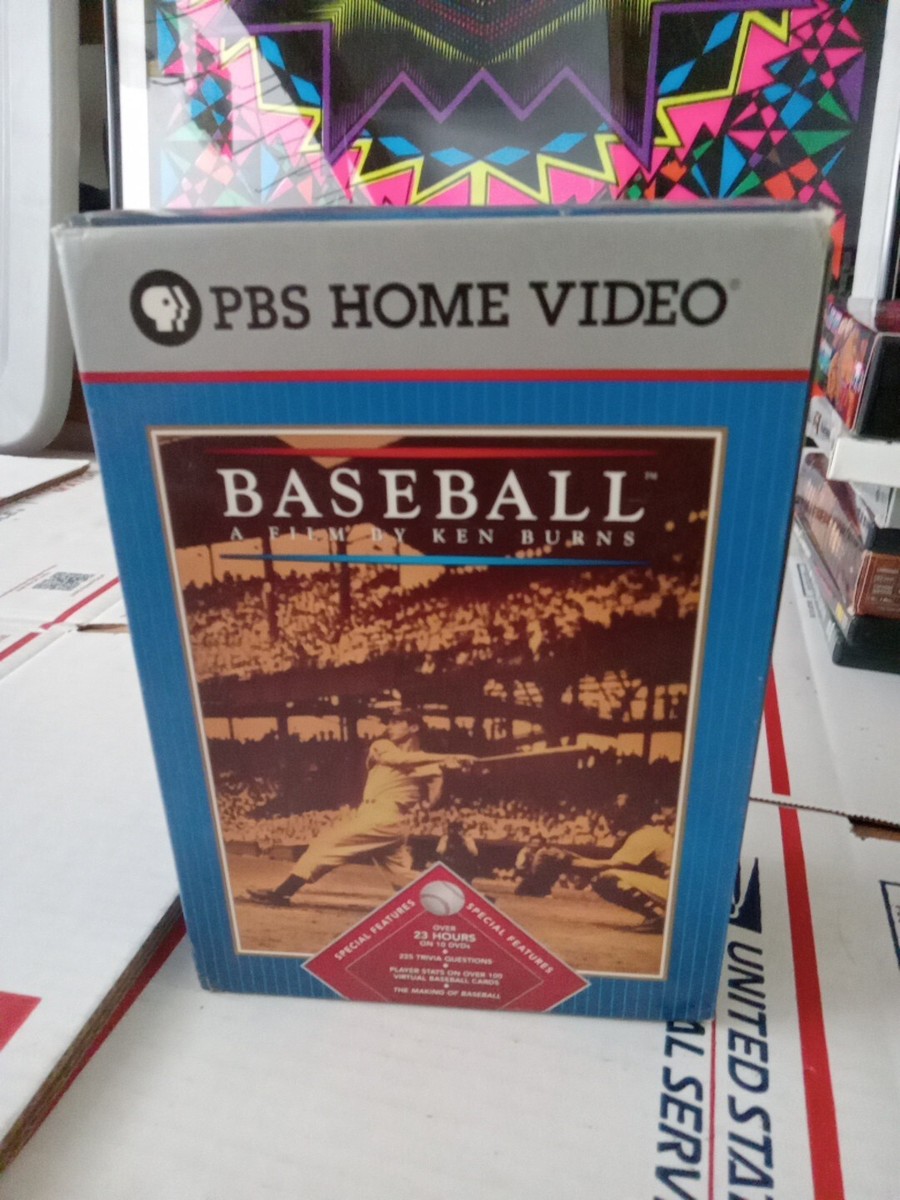 PBS HOME VIDEO®
BASEBALL™
A FILM BY KEN BURNS
SPECIAL FEATURES
SPECIAL FEATURES
OVER
23 HOURS
ON 10 DVDs
225 TRIVIA QUESTIONS
PLAYER STATS ON OVER 100
VIRTUAL BASEBALL CARDS
THE MAKING OF BASEBALL
UNITED STA
AL SERV